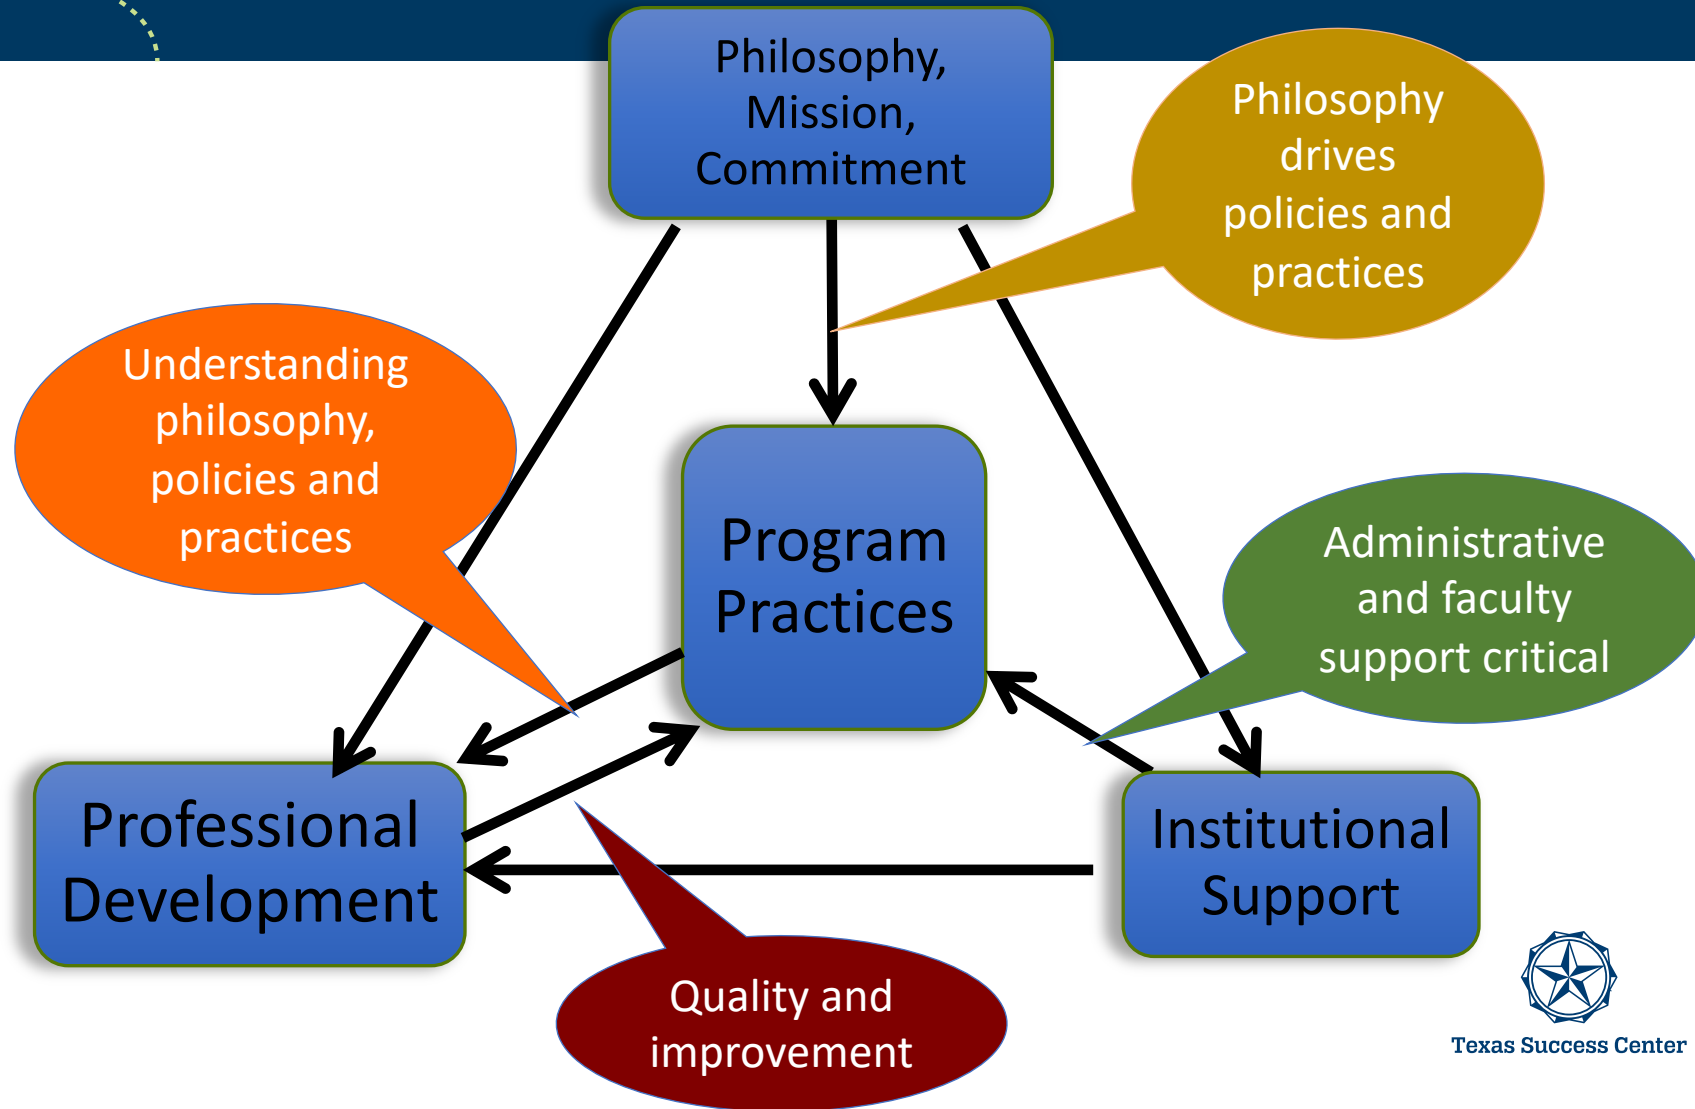 Philosophy,
Mission,
Commitment
Philosophy
drives
policies and
practices
Understanding
philosophy,
policies and
practices
Program
Practices
Administrative
and faculty
support critical
Professional
Development
Institutional
Support
Quality and
improvement
Texas Success Center